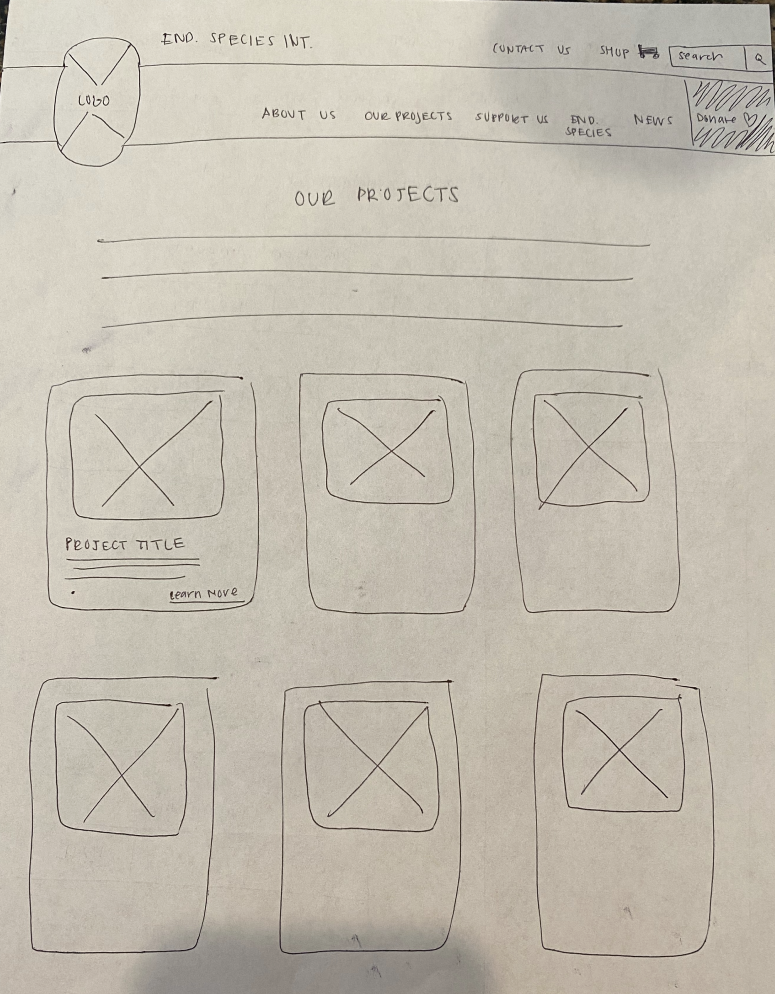 END. SPECIES INT.
CONTACT US SHOP search
LOGO
ABOUT US OUR PROJECTS SUPPORT US END. SPECIES NEWS Donate
OUR PROJECTS
PROJECT TITLE
Learn More